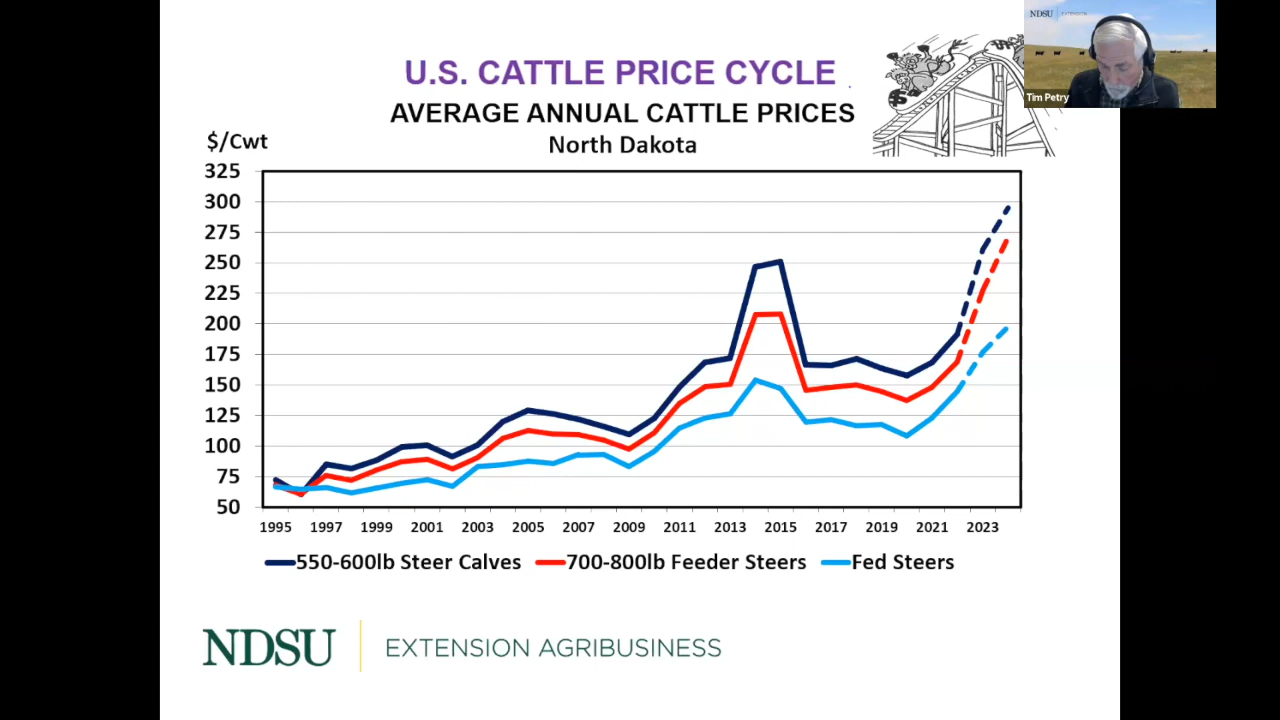 U.S. CATTLE PRICE CYCLE
AVERAGE ANNUAL CATTLE PRICES
North Dakota
$/Cwt
325
300
275
250
225
200
175
150
125
100
75
50
1995 1997 1999 2001 2003 2005 2007 2009 2011 2013 2015 2017 2019 2021 2023
550-600lb Steer Calves 700-800lb Feeder Steers Fed Steers
NDSU EXTENSION AGRIBUSINESS
$
NDSU EXTENSION
Tim Petry